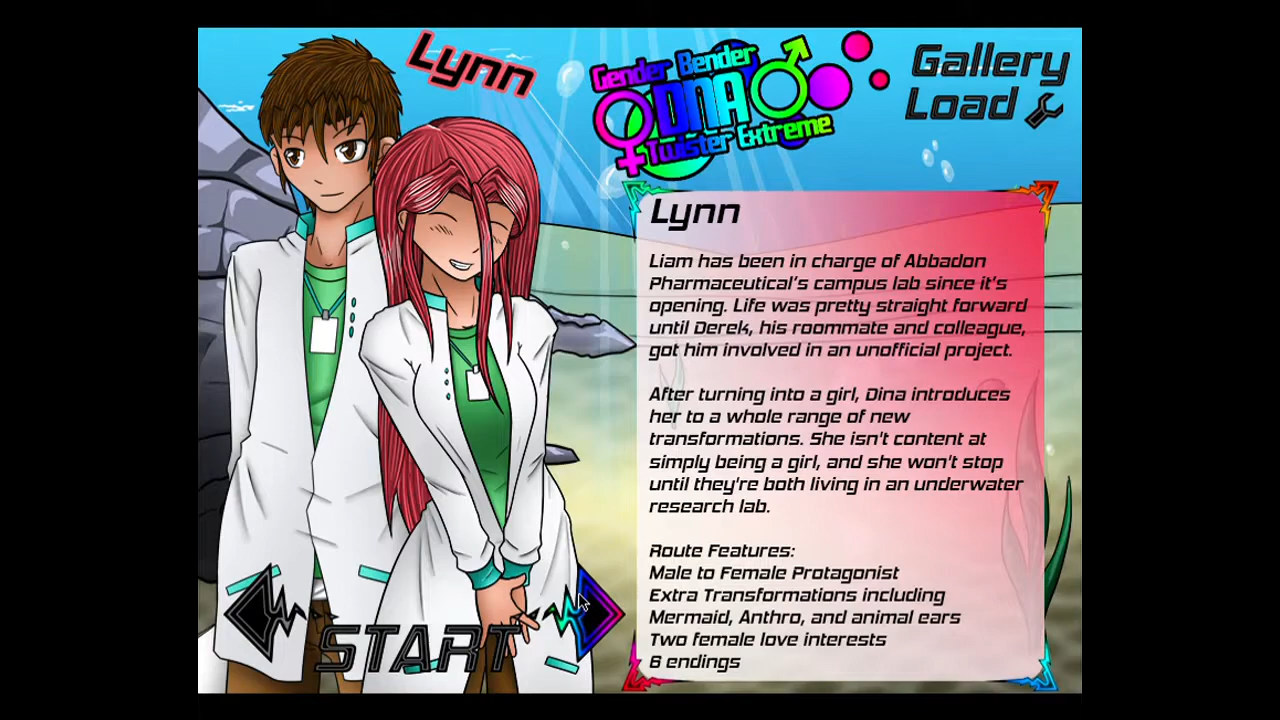 Lynn
Gender Bender
DNA
Twister Extreme
Gallery
Load
Lynn
Liam has been in charge of Abbadon
Pharmaceutical's campus lab since it's
opening. Life was pretty straight forward
until Derek, his roommate and colleague,
got him involved in an unofficial project.
After turning into a girl, Dina introduces
her to a whole range of new
transformations. She isn't content at
simply being a girl, and she won't stop
until they're both living in an underwater
research lab.
Route Features:
Male to Female Protagonist
Extra Transformations including
Mermaid, Anthro, and animal ears
Two female love interests
6 endings
START